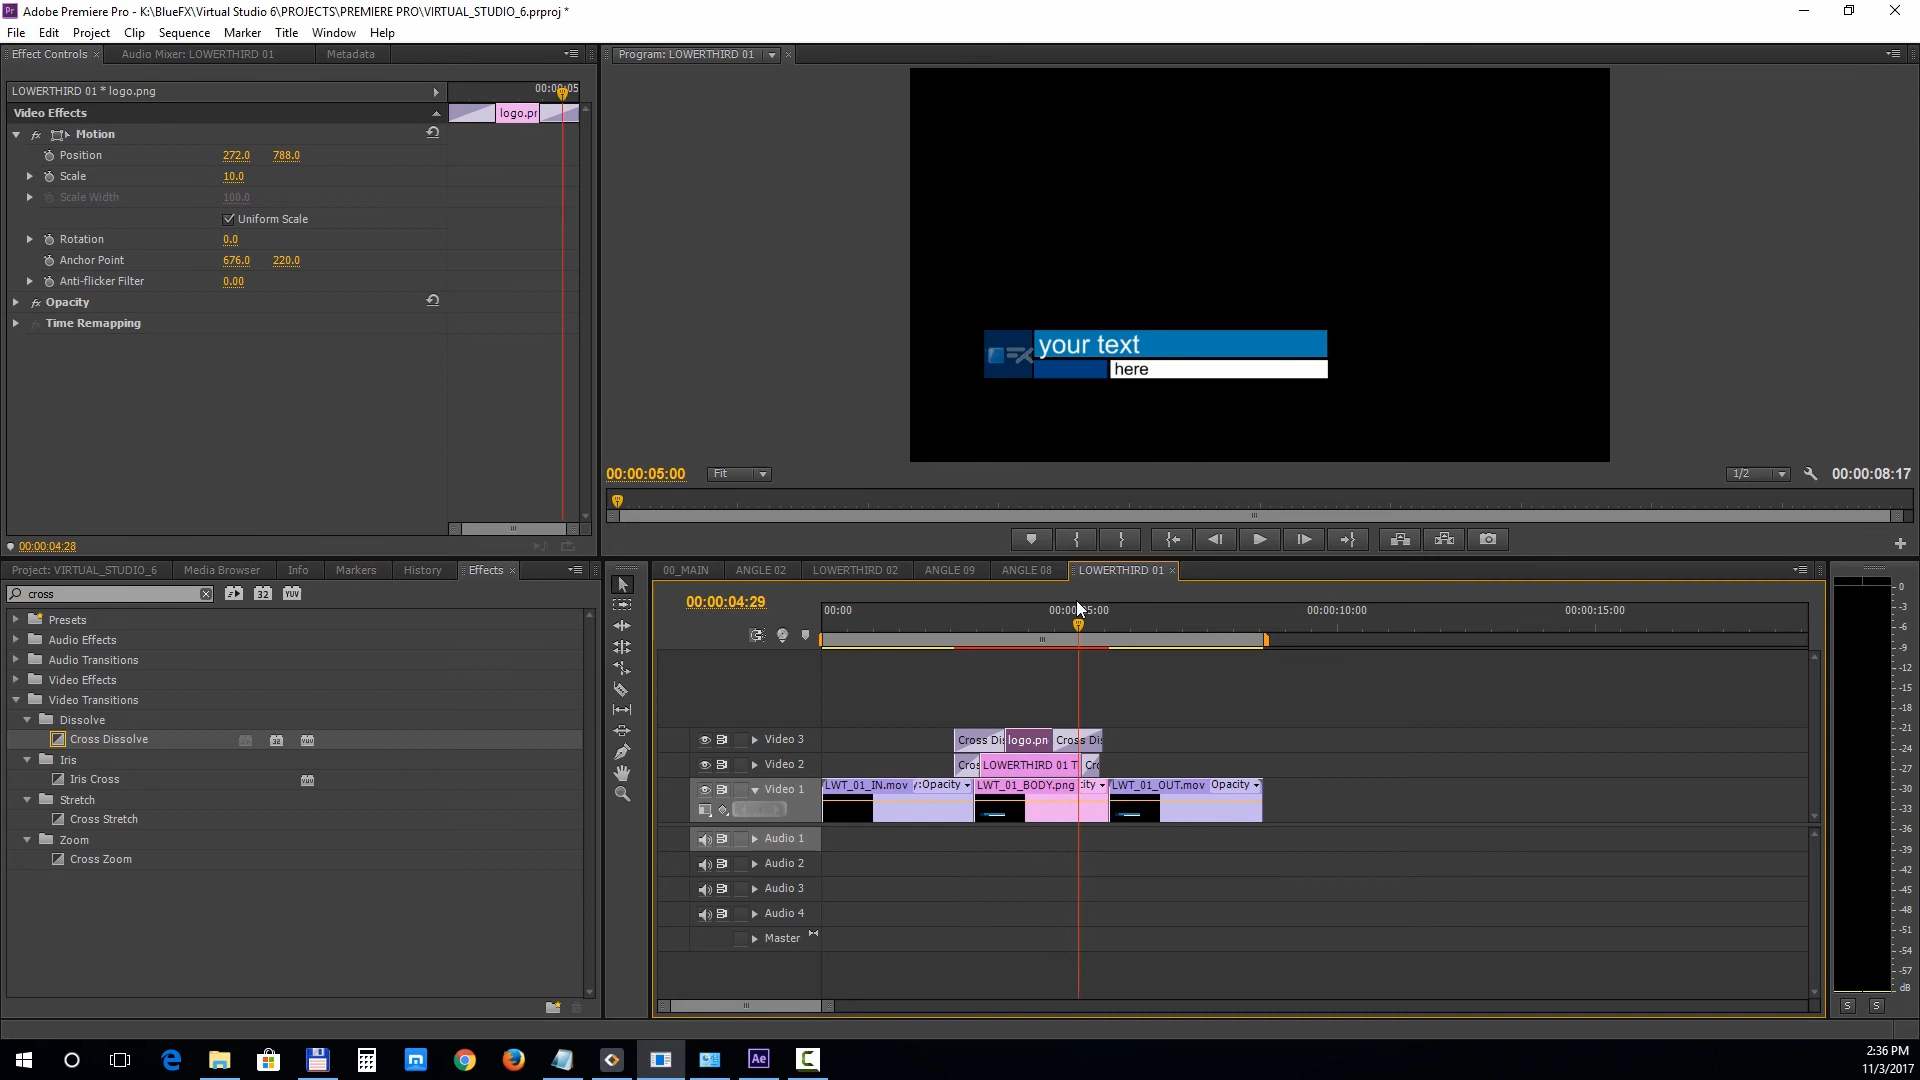 Adobe Premiere Pro - K:\BlueFX\Virtual Studio 6\PROJECTS\PREMIERE PRO\VIRTUAL_STUDIO_6.prproj *
File Edit Project Clip Sequence Marker Title Window Help
Effect Controls Audio Mixer: LOWERTHIRD 01 Metadata
Program: LOWERTHIRD 01
LOWERTHIRD 01 * logo.png
Video Effects
logo.pr
fx Motion
Position 272.0 788.0
Scale 10.0
Scale Width 100.0
Uniform Scale
Rotation 0.0
Anchor Point 676.0 220.0
Anti-flicker Filter 0.00
fx Opacity
Time Remapping
00:00:04:28
your text
here
00:00:05:00 Fit 1/2 00:00:08:17
Project: VIRTUAL_STUDIO_6 Media Browser Info Markers History Effects
cross 32 YUV
Presets
Audio Effects
Audio Transitions
Video Effects
Video Transitions
Dissolve
Cross Dissolve
Iris
Iris Cross
Stretch
Cross Stretch
Zoom
Cross Zoom
00_MAIN ANGLE 02 LOWERTHIRD 02 ANGLE 09 ANGLE 08 LOWERTHIRD 01
00:00:04:29
00:00 00:00:10:00 00:00:15:00
Video 3 Cross Dis logo.pn Cross Dis
Video 2 Cros LOWERTHIRD 01 T Cro
Video 1 LWT_01_IN.mov y:Opacity LWT_01_BODY.png city LWT_01_OUT.mov Opacity
Audio 1
Audio 2
Audio 3
Audio 4
Master
0
-3
-6
-9
-12
-15
-18
-21
-24
-27
-30
-33
-36
-39
-42
-45
-48
-51
-54
-57
dB
S S
Ae
2:36 PM
11/3/2017